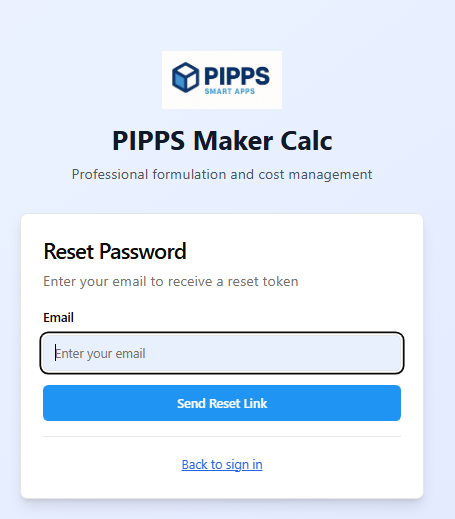 PIPPS
SMART APPS
PIPPS Maker Calc
Professional formulation and cost management
Reset Password
Enter your email to receive a reset token
Email
Enter your email
Send Reset Link
Back to sign in